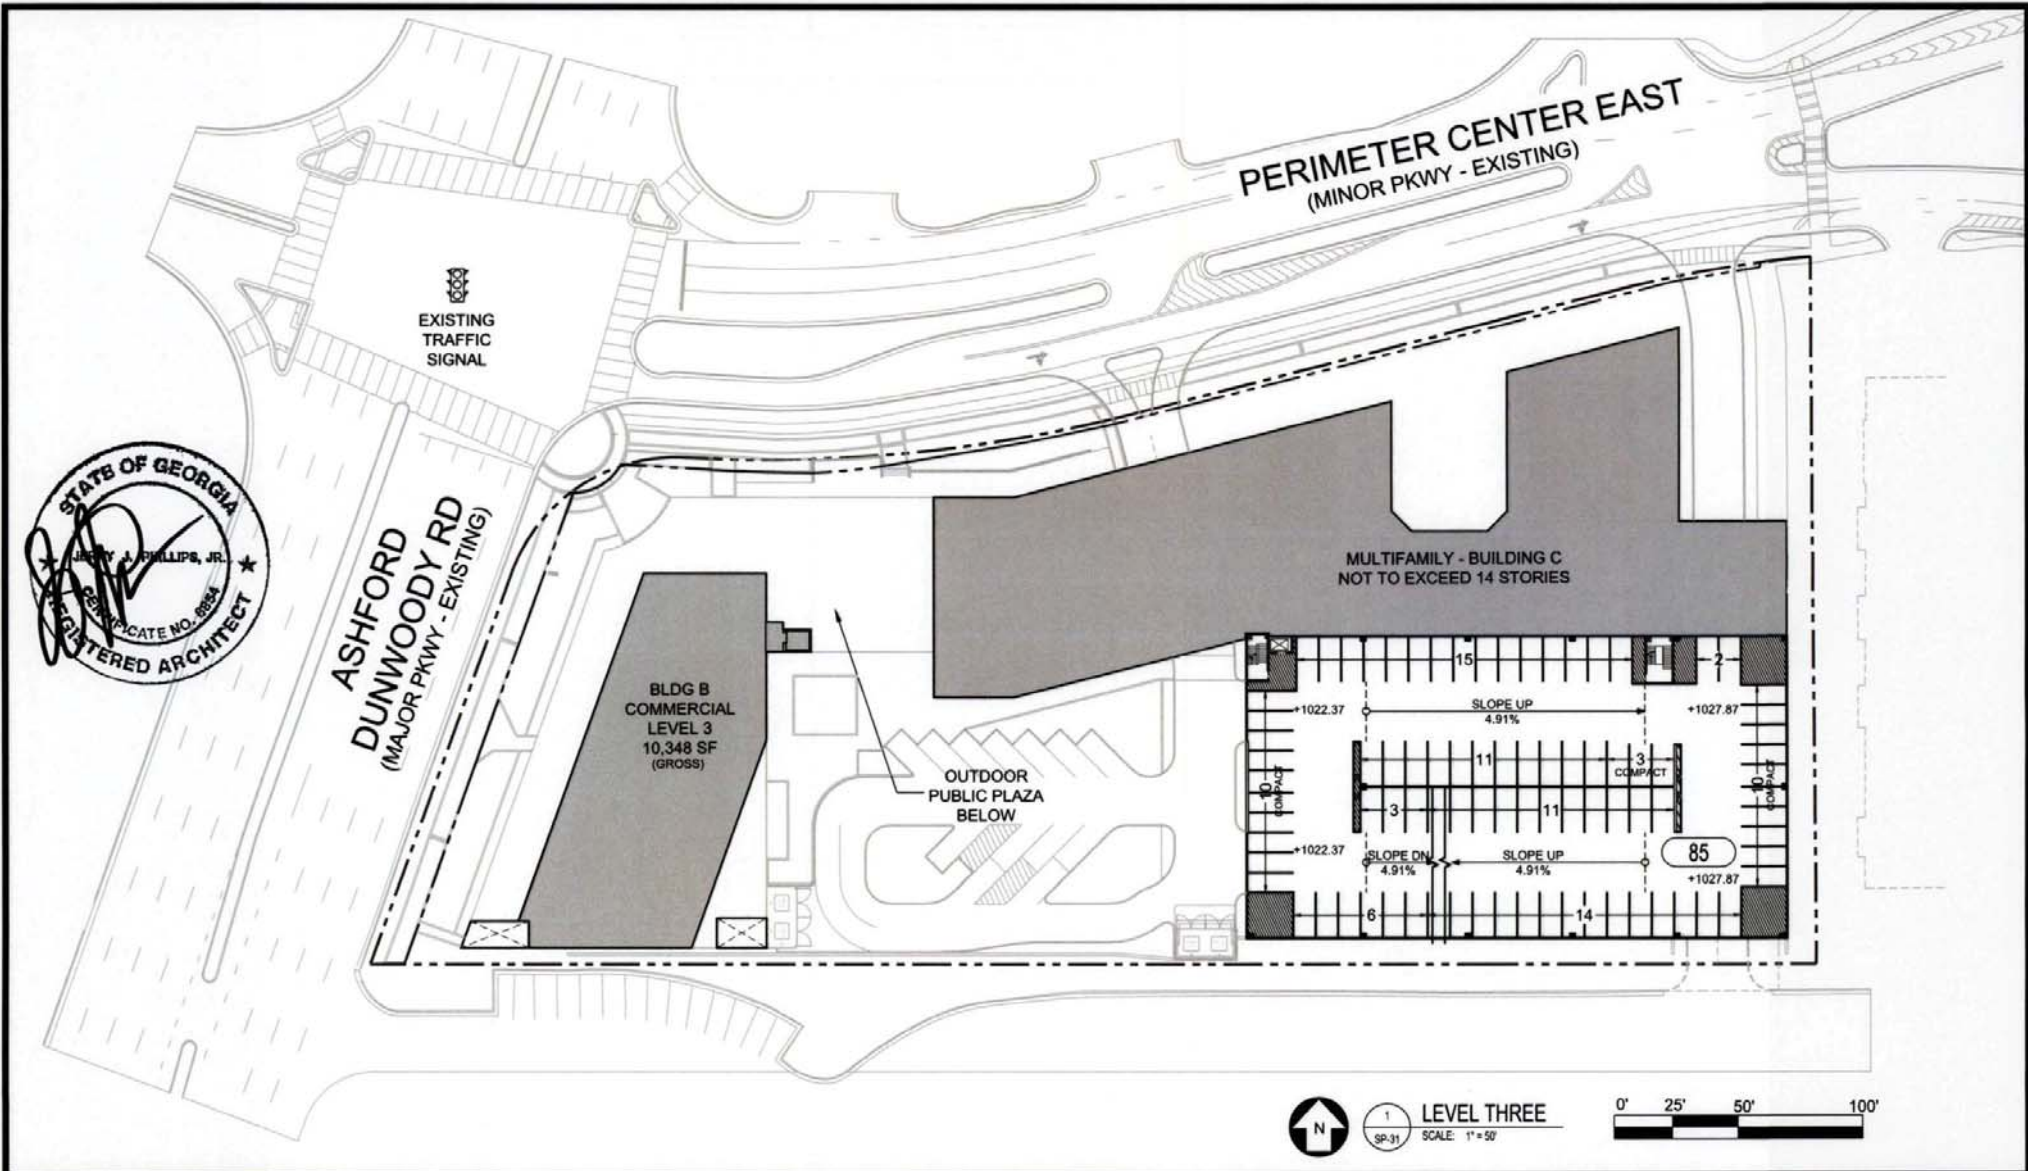 PERIMETER CENTER EAST
(MINOR PKWY - EXISTING)
EXISTING
TRAFFIC
SIGNAL
STATE OF GEORGIA
JERRY J. PHILLIPS, JR.
CERTIFICATE NO. 6854
REGISTERED ARCHITECT
ASHFORD
DUNWOODY RD
(MAJOR PKWY - EXISTING)
MULTIFAMILY - BUILDING C
NOT TO EXCEED 14 STORIES
BLDG B
COMMERCIAL
LEVEL 3
10,348 SF
(GROSS)
OUTDOOR
PUBLIC PLAZA
BELOW
15
2
+1022.37
SLOPE UP
4.91%
+1027.87
10
COMPACT
11
3
COMPACT
10
COMPACT
3
11
+1022.37
SLOPE DN
4.91%
SLOPE UP
4.91%
85
+1027.87
6
14
N
1
SP-31
LEVEL THREE
SCALE: 1" = 50'
0' 25' 50' 100'